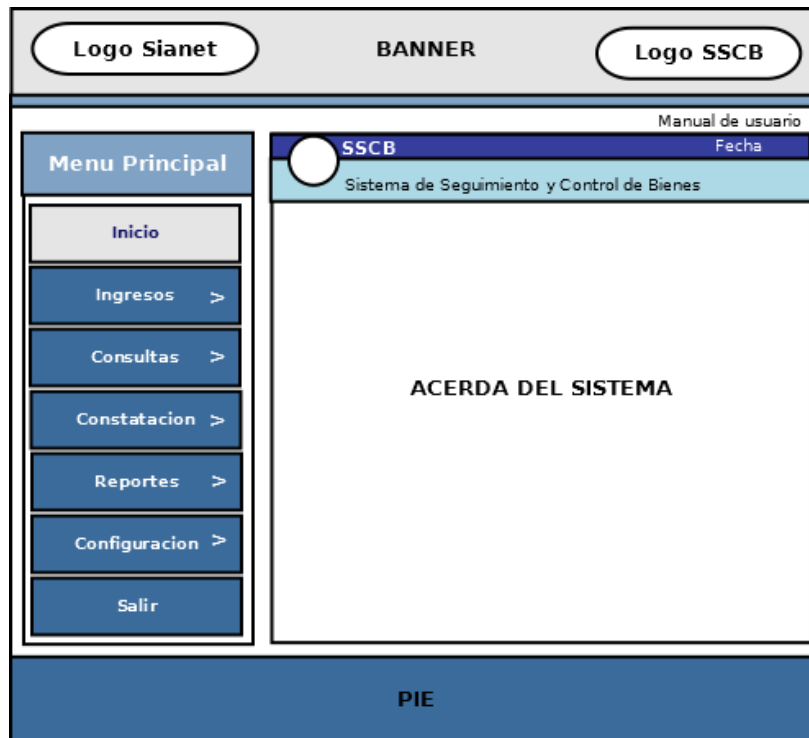 Logo Sianet
BANNER
Logo SSCB
Manual de usuario
Menu Principal
SSCB
Fecha
Sistema de Seguimiento y Control de Bienes
Inicio
Ingresos >
Consultas >
Constatacion >
Reportes >
Configuracion >
Salir
ACERDA DEL SISTEMA
PIE